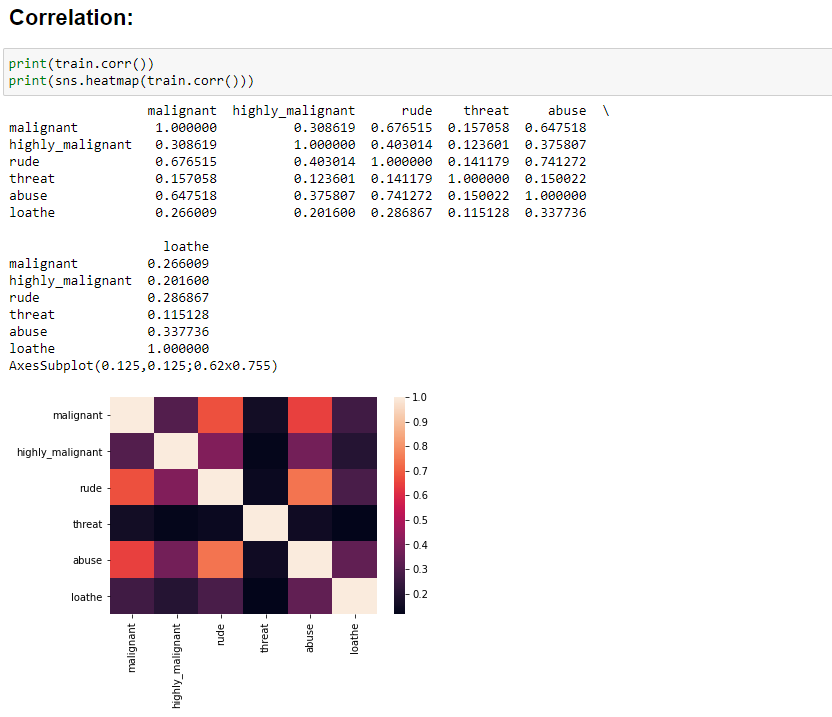 Correlation:
print(train.corr())
print(sns.heatmap(train.corr()))
malignant highly_malignant rude threat abuse \
malignant 1.000000 0.308619 0.676515 0.157058 0.647518
highly_malignant 0.308619 1.000000 0.403014 0.123601 0.375807
rude 0.676515 0.403014 1.000000 0.141179 0.741272
threat 0.157058 0.123601 0.141179 1.000000 0.150022
abuse 0.647518 0.375807 0.741272 0.150022 1.000000
loathe 0.266009 0.201600 0.286867 0.115128 0.337736
loathe
malignant 0.266009
highly_malignant 0.201600
rude 0.286867
threat 0.115128
abuse 0.337736
loathe 1.000000
AxesSubplot(0.125,0.125;0.62x0.755)
malignant
highly_malignant
rude
threat
abuse
loathe
malignant
highly_malignant
rude
threat
abuse
loathe
1.0
0.9
0.8
0.7
0.6
0.5
0.4
0.3
0.2